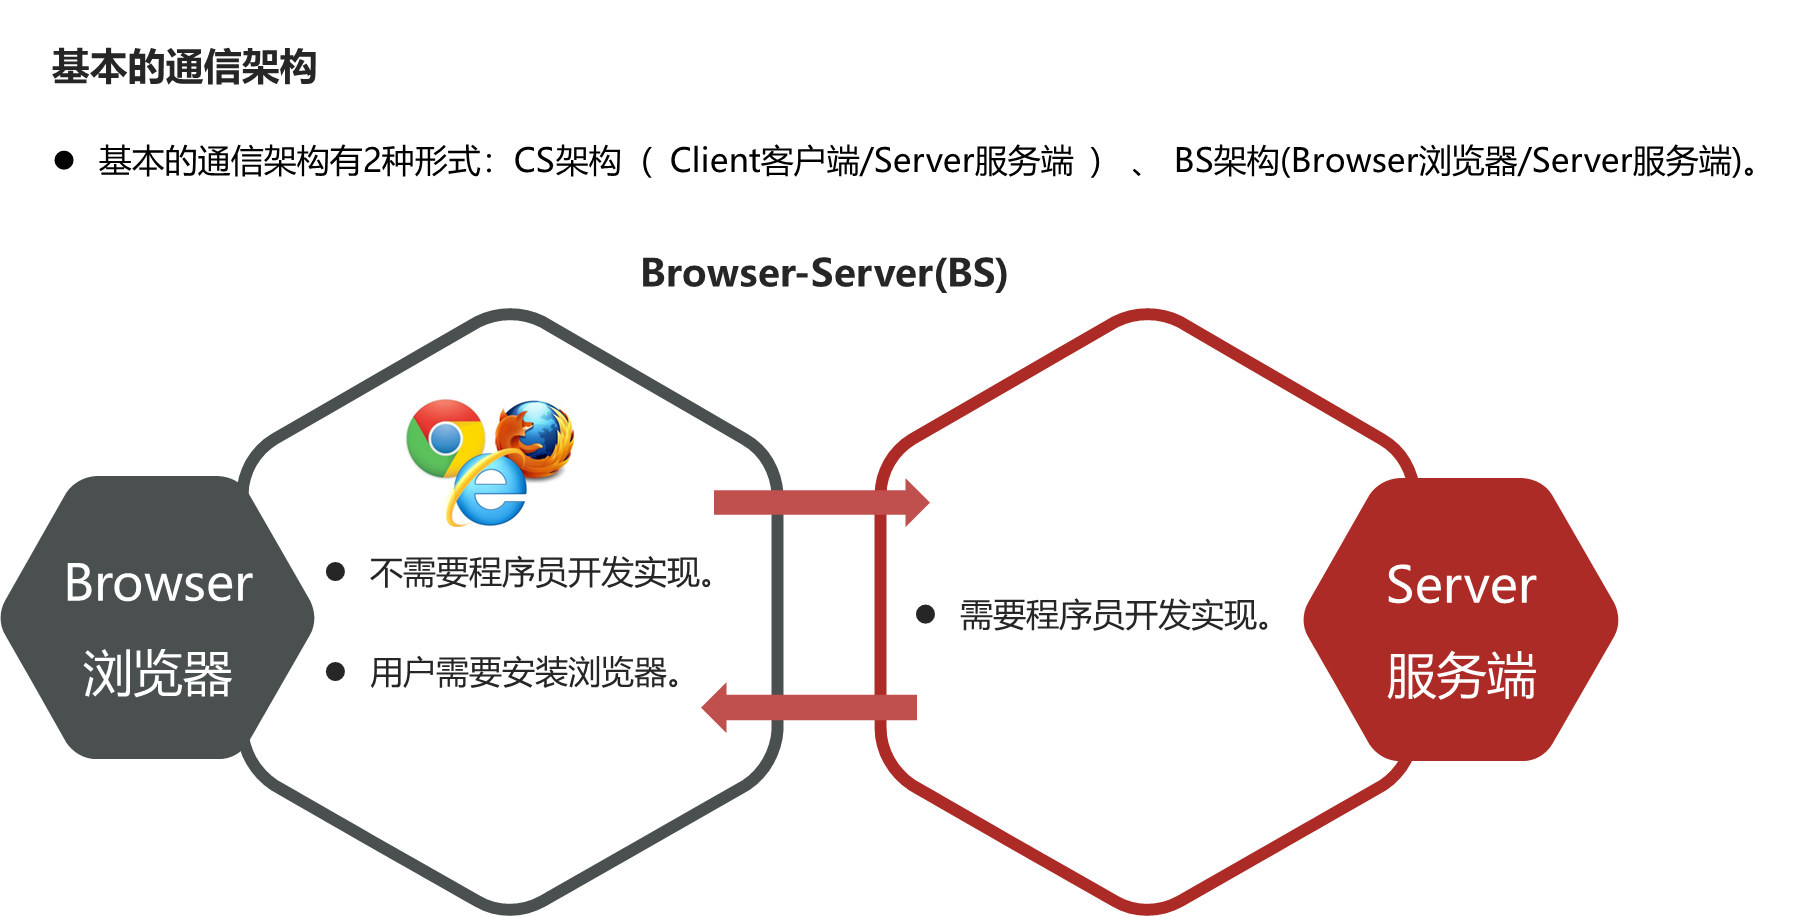 基本的通信架构
● 基本的通信架构有2种形式：CS架构（ Client客户端/Server服务端 ） 、 BS架构(Browser浏览器/Server服务端)。
Browser-Server(BS)
Browser
浏览器
● 不需要程序员开发实现。
● 用户需要安装浏览器。
● 需要程序员开发实现。
Server
服务端